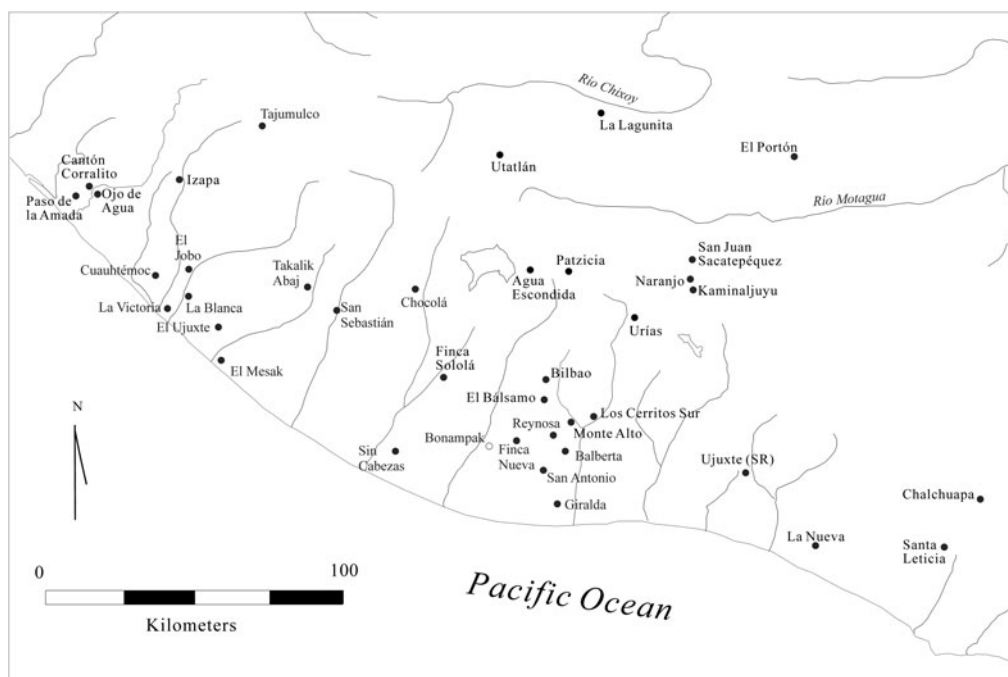 Río Chixoy
Tajumulco
La Lagunita
El Portón
Cantón
Corralito
Utatlán
Izapa
Paso de
la Amada
Ojo de
Agua
Río Motagua
El
Jobo
San Juan
Sacatepéquez
Cuauhtémoc
Takalik
Abaj
Agua
Escondida
Patzicia
Naranjo
Kaminaljuyu
Chocolá
La Victoria
La Blanca
San
Sebastián
El Ujuxte
Urías
Finca
Sololá
El Mesak
Bilbao
El Bálsamo
Los Cerritos Sur
N
Reynosa
Monte Alto
Bonampak
Sin
Cabezas
Finca
Nueva
Balberta
Ujuxte (SR)
San Antonio
Chalchuapa
Giralda
La Nueva
Santa
Leticia
0
100
Kilometers
Pacific Ocean